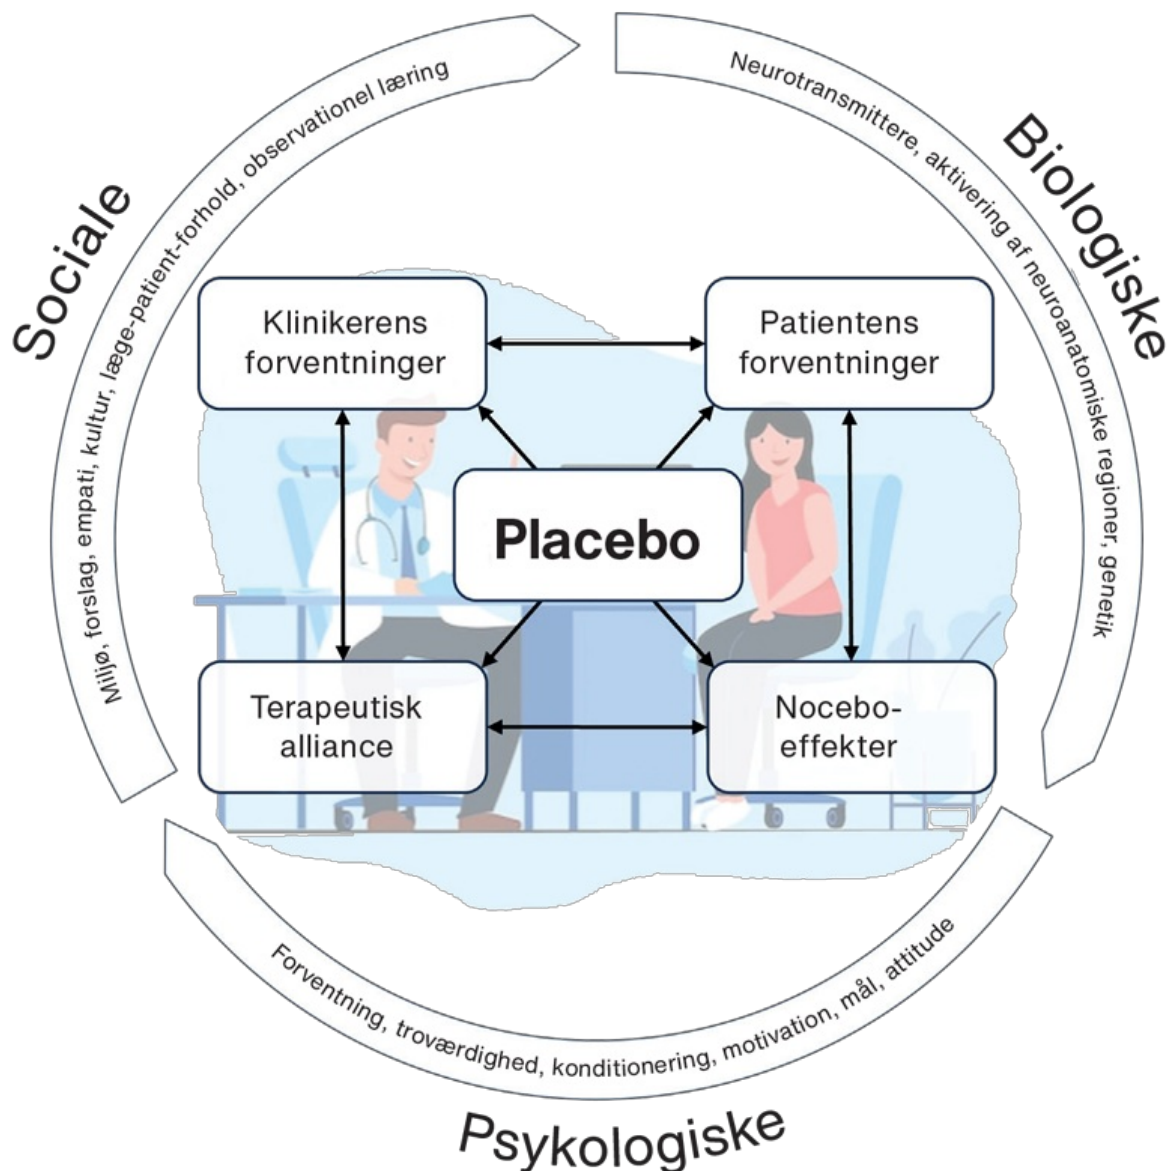 Sociale
Miljø, forslag, empati, kultur, læge-patient-forhold, observationel læring
Biologiske
Neurotransmittere, aktivering af neuroanatomiske regioner, genetik
Klinikerens
forventninger
Patientens
forventninger
Placebo
Terapeutisk
alliance
Nocebo-
effekter
Forventning, troværdighed, konditionering, motivation, mål, attitude
Psykologiske